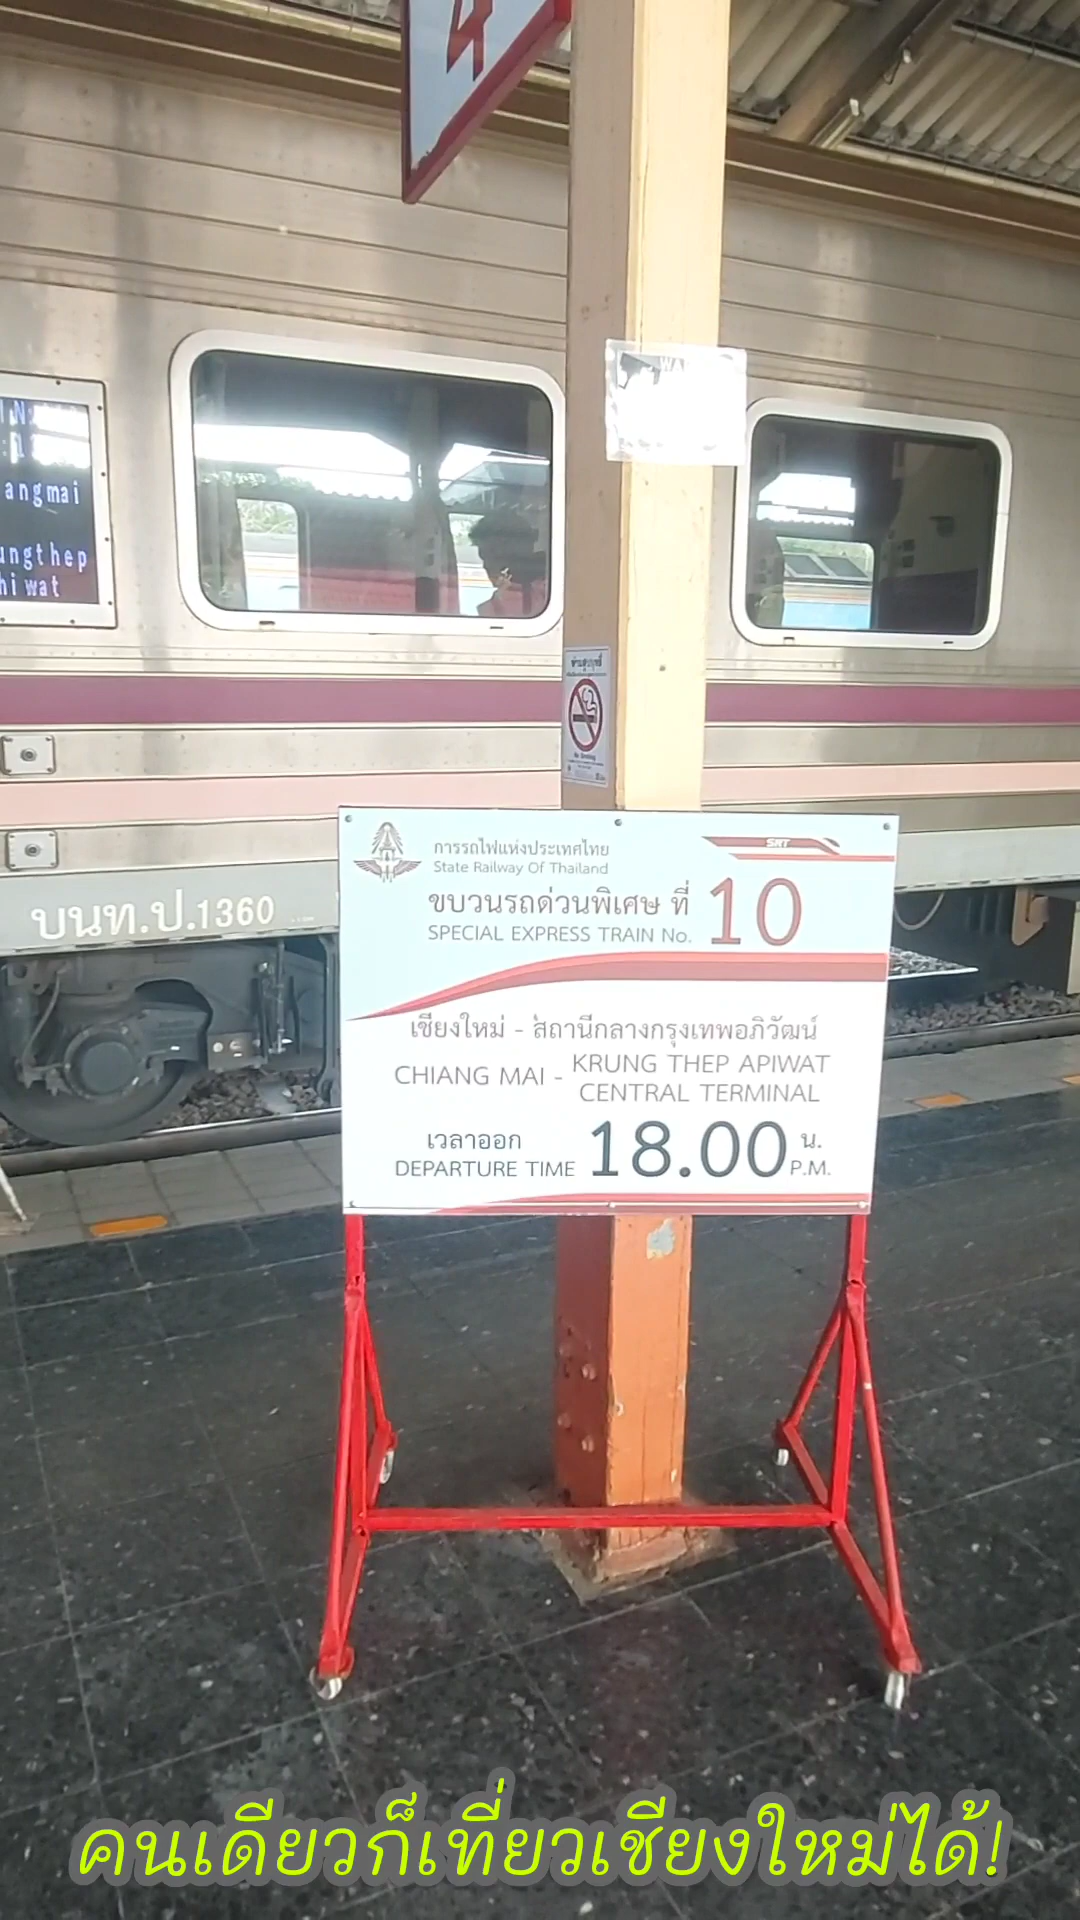 ๔
angmai
ungthep
hiwat
บนท.ป.1360
การรถไฟแห่งประเทศไทย
State Railway Of Thailand
SRT
ขบวนรถด่วนพิเศษ ที่ 10
SPECIAL EXPRESS TRAIN No.
เชียงใหม่ - สถานีกลางกรุงเทพอภิวัฒน์
CHIANG MAI - KRUNG THEP APIWAT
CENTRAL TERMINAL
เวลาออก 18.00 น.
DEPARTURE TIME P.M.
คนเดียวก็เที่ยวเชียงใหม่ได้!